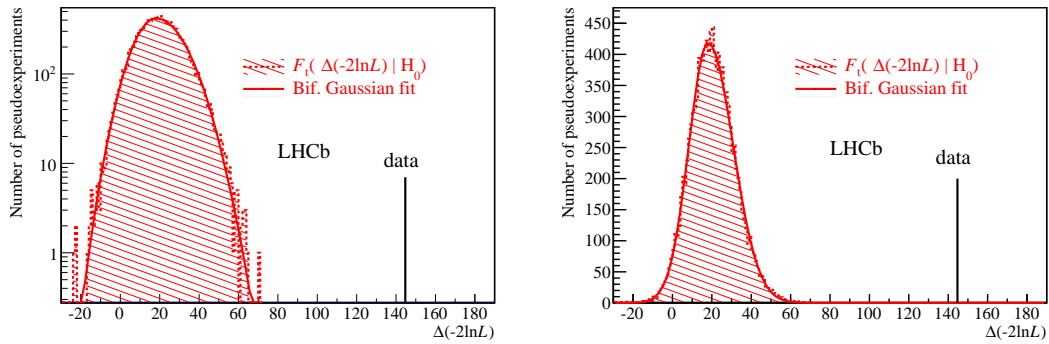 Number of pseudoexperiments
10²
10
1
F_t( Δ(-2lnL) | H_0)
Bif. Gaussian fit
LHCb
data
-20 0 20 40 60 80 100 120 140 160 180
Δ(-2lnL)
Number of pseudoexperiments
450
400
350
300
250
200
150
100
50
0
F_t( Δ(-2lnL) | H_0)
Bif. Gaussian fit
LHCb
data
-20 0 20 40 60 80 100 120 140 160 180
Δ(-2lnL)